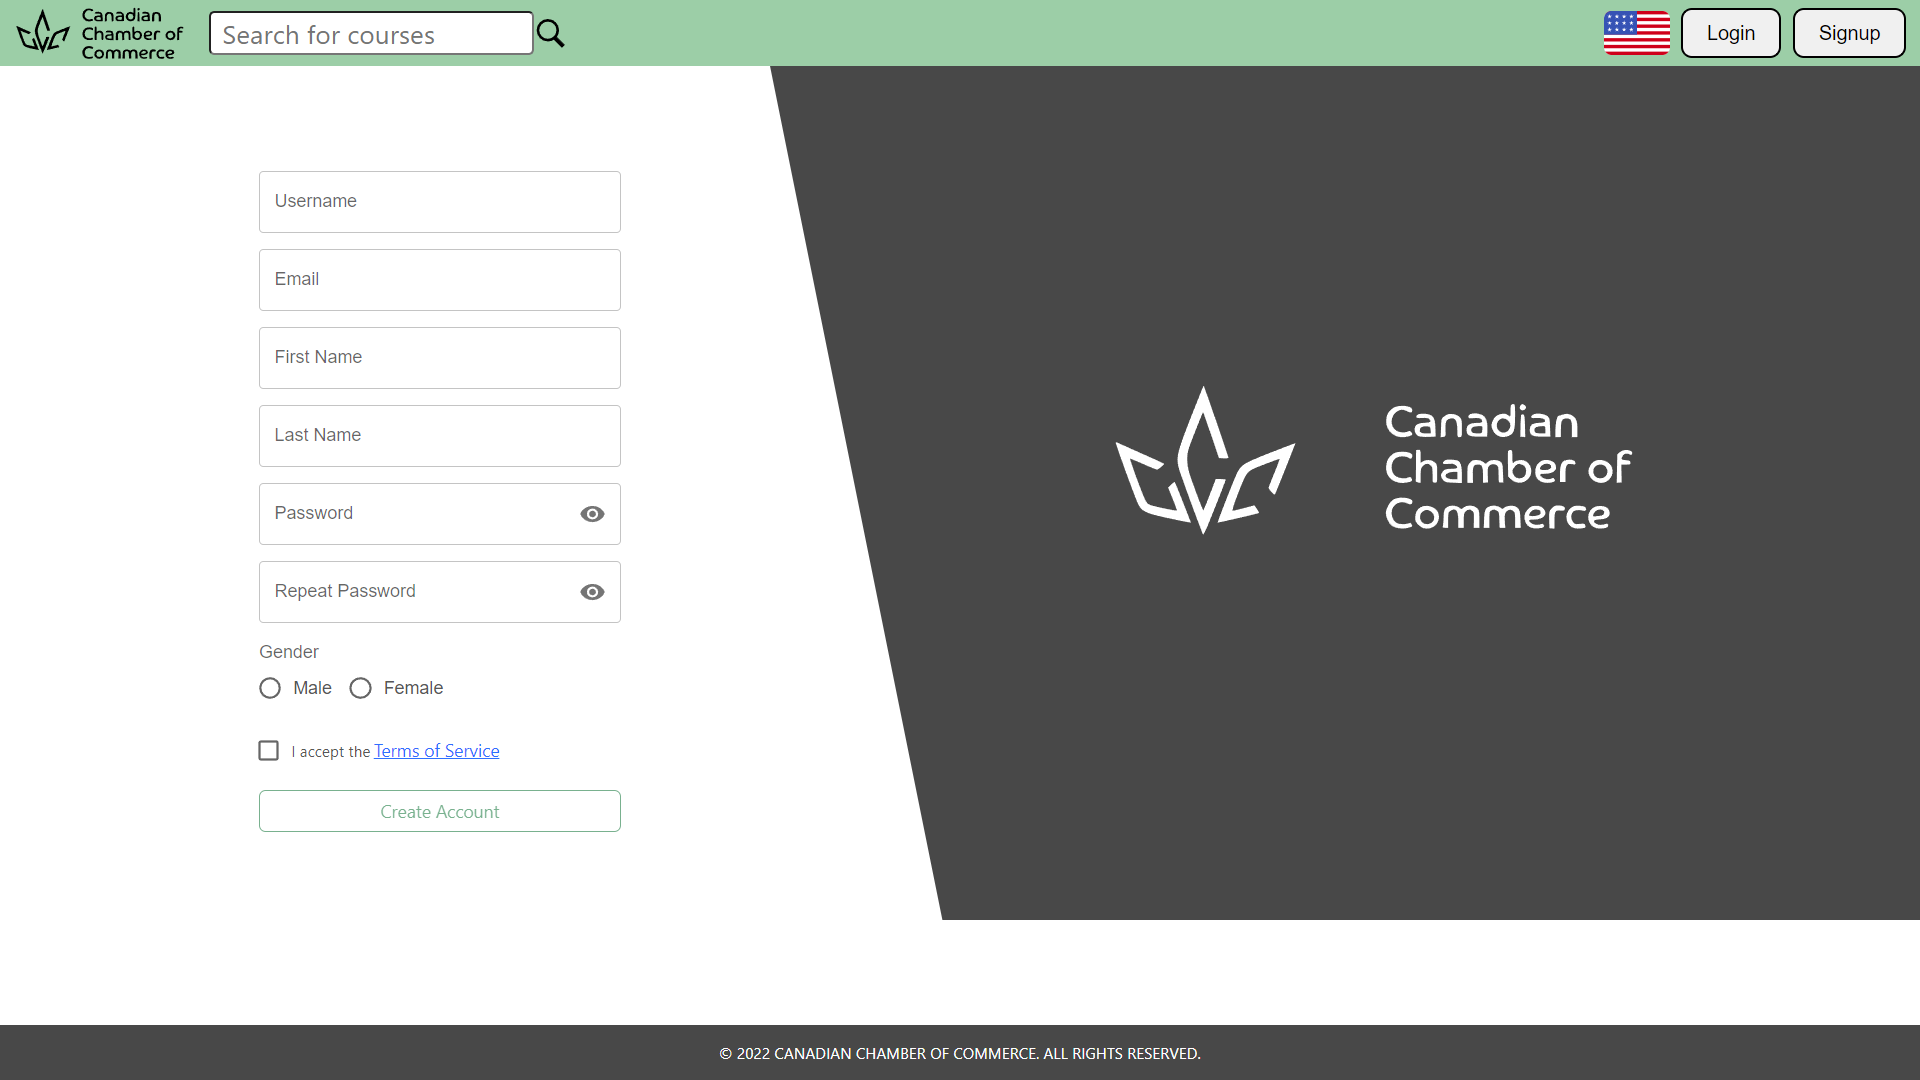 Canadian
Chamber of
Commerce
Search for courses
Login
Signup
Username
Email
First Name
Last Name
Password
Repeat Password
Gender
Male
Female
I accept the Terms of Service
Create Account
Canadian
Chamber of
Commerce
© 2022 CANADIAN CHAMBER OF COMMERCE. ALL RIGHTS RESERVED.